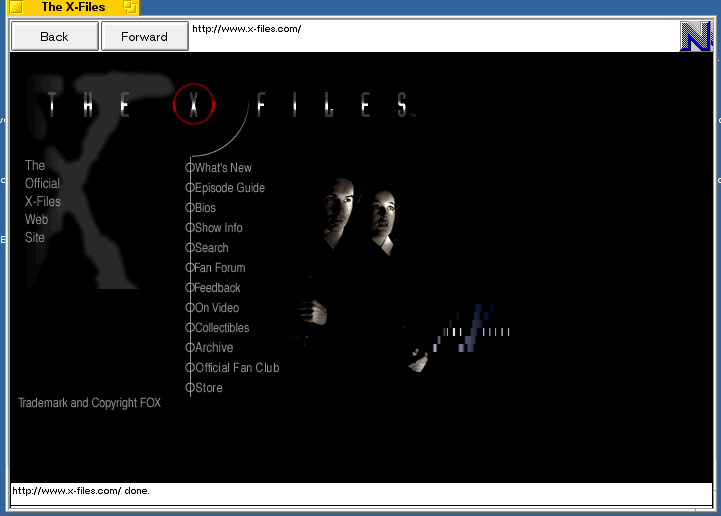 The X-Files
Back
Forward
http://www.x-files.com/
N
THE X FILES
TM
The
Official
X-Files
Web
Site
What's New
Episode Guide
Bios
Show Info
Search
Fan Forum
Feedback
On Video
Collectibles
Archive
Official Fan Club
Store
Trademark and Copyright FOX
http://www.x-files.com/ done.